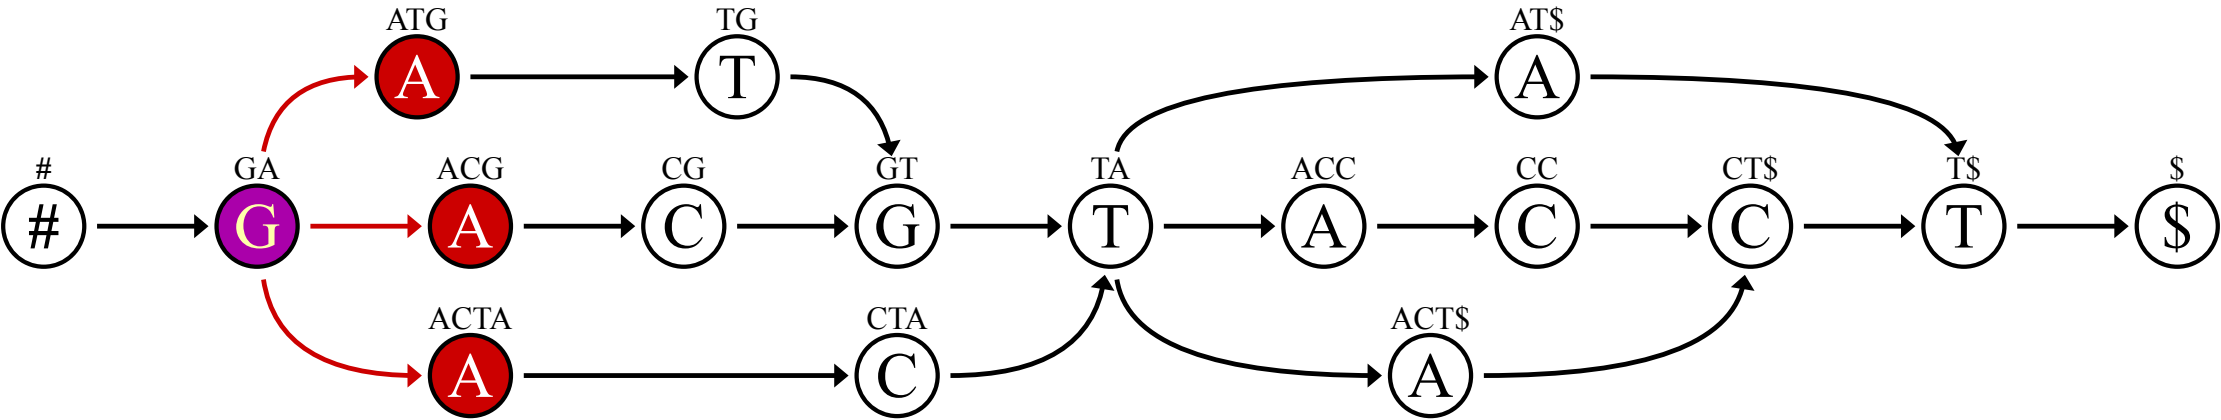 ATG TG AT$
A T A
# GA ACG CG GT TA ACC CC CT$ T$ $
# G A C G T A C C T $
ACTA CTA ACT$
A C A